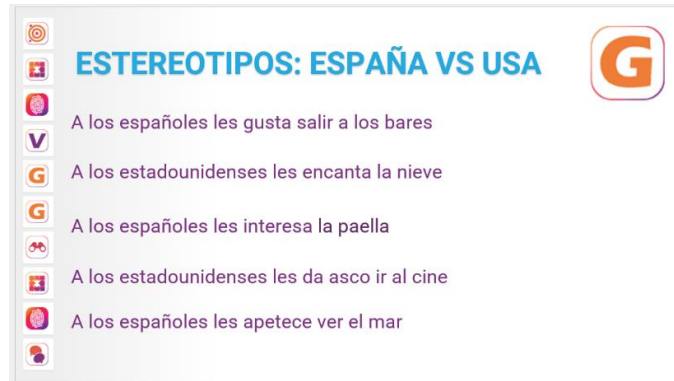 ESTEREOTIPOS: ESPAÑA VS USA
G
A los españoles les gusta salir a los bares
V
A los estadounidenses les encanta la nieve
G
G
A los españoles les interesa la paella
A los estadounidenses les da asco ir al cine
A los españoles les apetece ver el mar